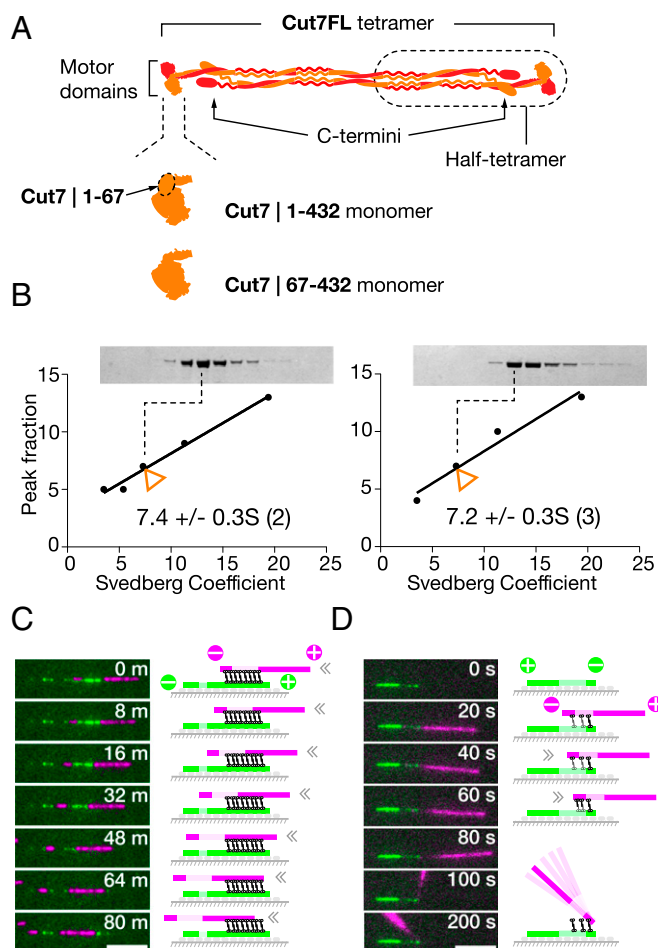 A
Cut7FL tetramer
Motor
domains
C-termini
Half-tetramer
Cut7 | 1-67
Cut7 | 1-432 monomer
Cut7 | 67-432 monomer
B
15
10
5
0
Peak fraction
7.4 +/- 0.3S (2)
0 5 10 15 20 25
Svedberg Coefficient
15
10
5
0
7.2 +/- 0.3S (3)
0 5 10 15 20 25
Svedberg Coefficient
C
0 m
8 m
16 m
32 m
48 m
64 m
80 m
− +
− +
D
0 s
20 s
40 s
60 s
80 s
100 s
200 s
+ −
− +